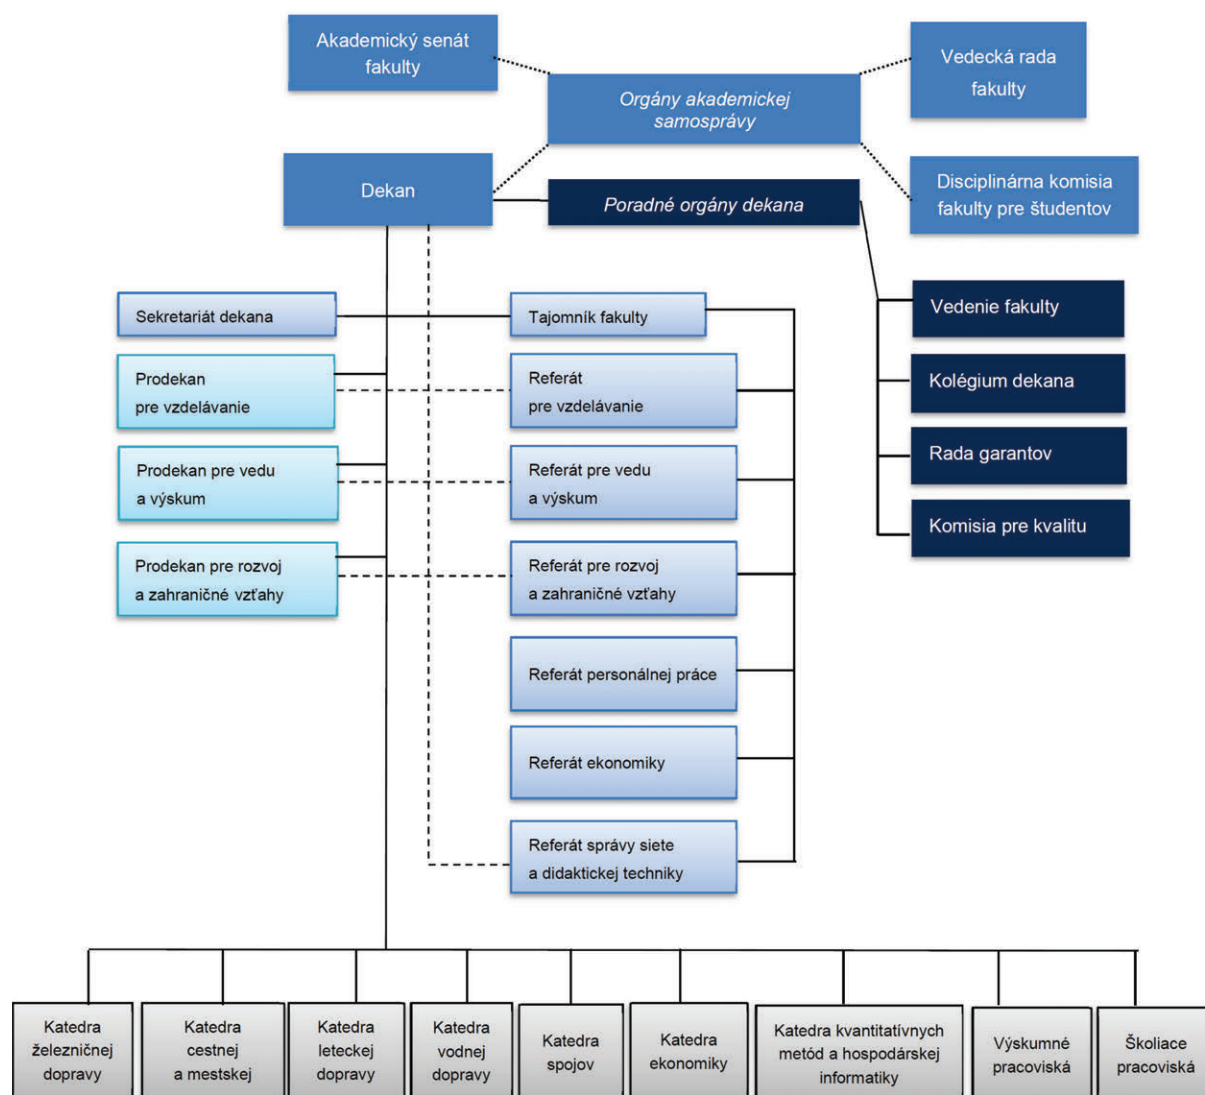 Akademický senát
fakulty
Vedecká rada
fakulty
Orgány akademickej
samosprávy
Dekan
Disciplinárna komisia
fakulty pre študentov
Poradné orgány dekana
Sekretariát dekana
Tajomník fakulty
Vedenie fakulty
Prodekan
pre vzdelávanie
Referát
pre vzdelávanie
Kolégium dekana
Prodekan pre vedu
a výskum
Referát pre vedu
a výskum
Rada garantov
Komisia pre kvalitu
Prodekan pre rozvoj
a zahraničné vzťahy
Referát pre rozvoj
a zahraničné vzťahy
Referát personálnej práce
Referát ekonomiky
Referát správy siete
a didaktickej techniky
Katedra
železničnej
dopravy
Katedra
cestnej
a mestskej
Katedra
leteckej
dopravy
Katedra
vodnej
dopravy
Katedra
spojov
Katedra
ekonomiky
Katedra kvantitatívnych
metód a hospodárskej
informatiky
Výskumné
pracoviská
Školiace
pracoviská